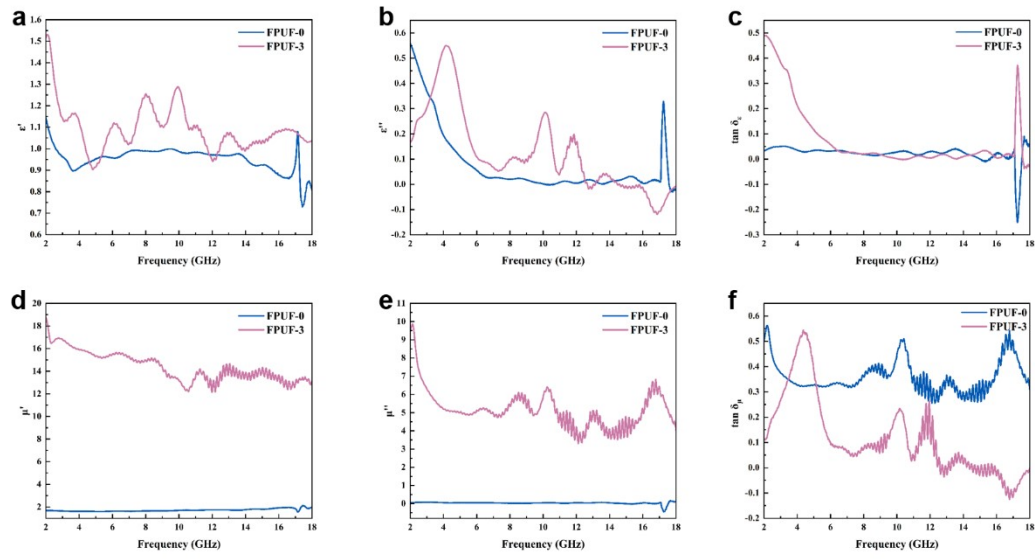 a
FPUF-0
FPUF-3
1.6
1.5
1.4
1.3
1.2
1.1
1.0
0.9
0.8
0.7
0.6
ε'
2 4 6 8 10 12 14 16 18
Frequency (GHz)
b
FPUF-0
FPUF-3
0.7
0.6
0.5
0.4
0.3
0.2
0.1
0.0
-0.1
-0.2
ε''
2 4 6 8 10 12 14 16 18
Frequency (GHz)
c
FPUF-0
FPUF-3
0.5
0.4
0.3
0.2
0.1
0.0
-0.1
-0.2
-0.3
tan δε
2 4 6 8 10 12 14 16 18
Frequency (GHz)
d
FPUF-0
FPUF-3
20
18
16
14
12
10
8
6
4
2
μ'
2 4 6 8 10 12 14 16 18
Frequency (GHz)
e
FPUF-0
FPUF-3
11
10
9
8
7
6
5
4
3
2
1
0
μ''
2 4 6 8 10 12 14 16 18
Frequency (GHz)
f
FPUF-0
FPUF-3
0.6
0.5
0.4
0.3
0.2
0.1
0.0
0.1
0.2
tan δμ
2 4 6 8 10 12 14 16 18
Frequency (GHz)